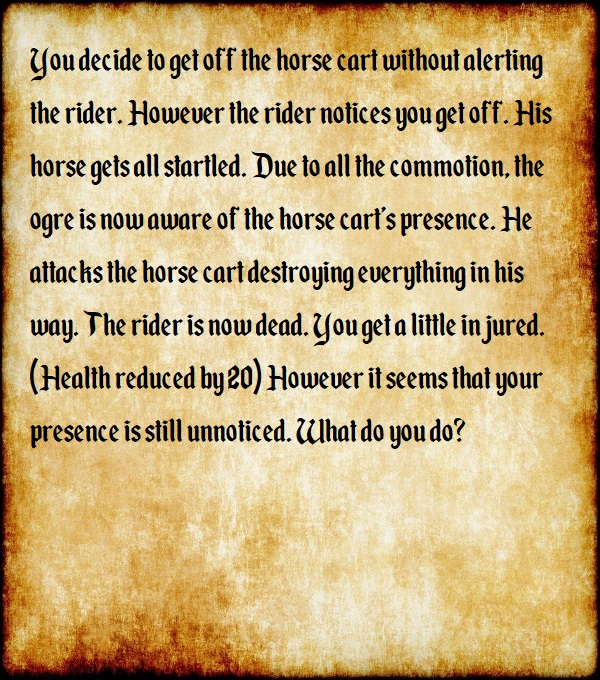 You decide to get off the horse cart without alerting
the rider. However the rider notices you get off. His
horse gets all startled. Due to all the commotion, the
ogre is now aware of the horse cart's presence. He
attacks the horse cart destroying everything in his
way. The rider is now dead. You get a little injured.
(Health reduced by 20) However it seems that your
presence is still unnoticed. What do you do?